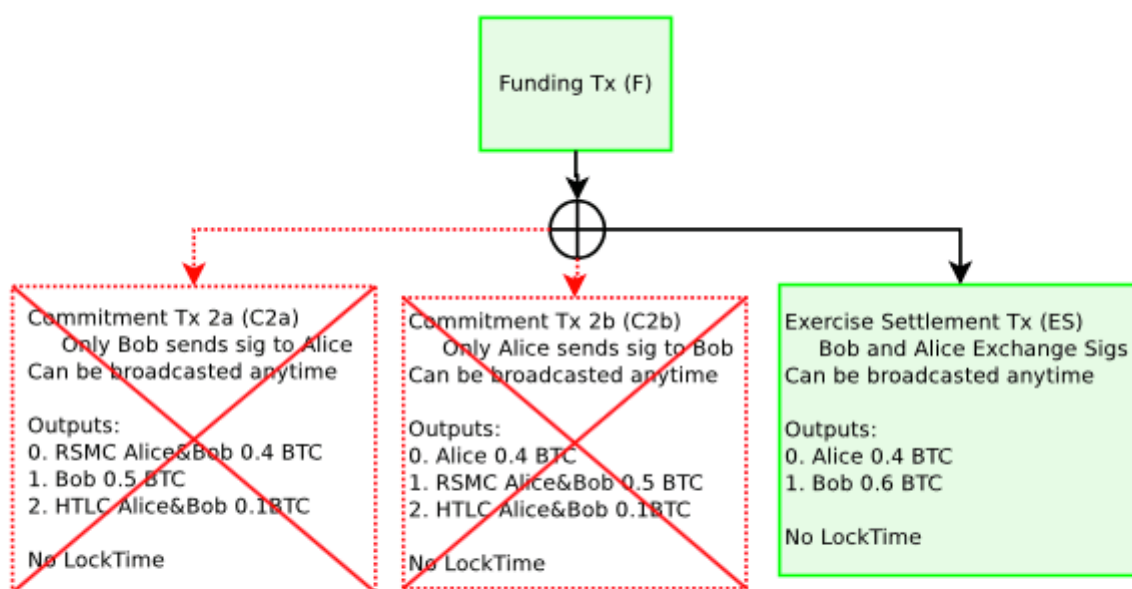 Funding Tx (F)
Commitment Tx 2a (C2a)
Only Bob sends sig to Alice
Can be broadcasted anytime
Outputs:
0. RSMC Alice&Bob 0.4 BTC
1. Bob 0.5 BTC
2. HTLC Alice&Bob 0.1BTC
No LockTime
Commitment Tx 2b (C2b)
Only Alice sends sig to Bob
Can be broadcasted anytime
Outputs:
0. Alice 0.4 BTC
1. RSMC Alice&Bob 0.5 BTC
2. HTLC Alice&Bob 0.1BTC
No LockTime
Exercise Settlement Tx (ES)
Bob and Alice Exchange Sigs
Can be broadcasted anytime
Outputs:
0. Alice 0.4 BTC
1. Bob 0.6 BTC
No LockTime